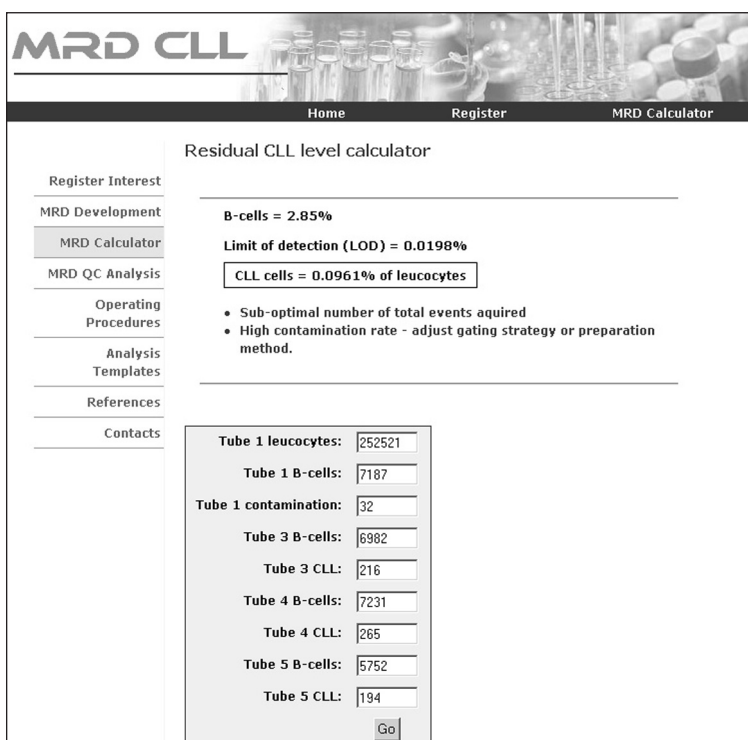 MRD CLL
Home Register MRD Calculator
Residual CLL level calculator
Register Interest
MRD Development
MRD Calculator
MRD QC Analysis
Operating
Procedures
Analysis
Templates
References
Contacts
B-cells = 2.85%
Limit of detection (LOD) = 0.0198%
CLL cells = 0.0961% of leucocytes
• Sub-optimal number of total events aquired
• High contamination rate - adjust gating strategy or preparation
method.
Tube 1 leucocytes: 252521
Tube 1 B-cells: 7187
Tube 1 contamination: 32
Tube 3 B-cells: 6982
Tube 3 CLL: 216
Tube 4 B-cells: 7231
Tube 4 CLL: 265
Tube 5 B-cells: 5752
Tube 5 CLL: 194
Go